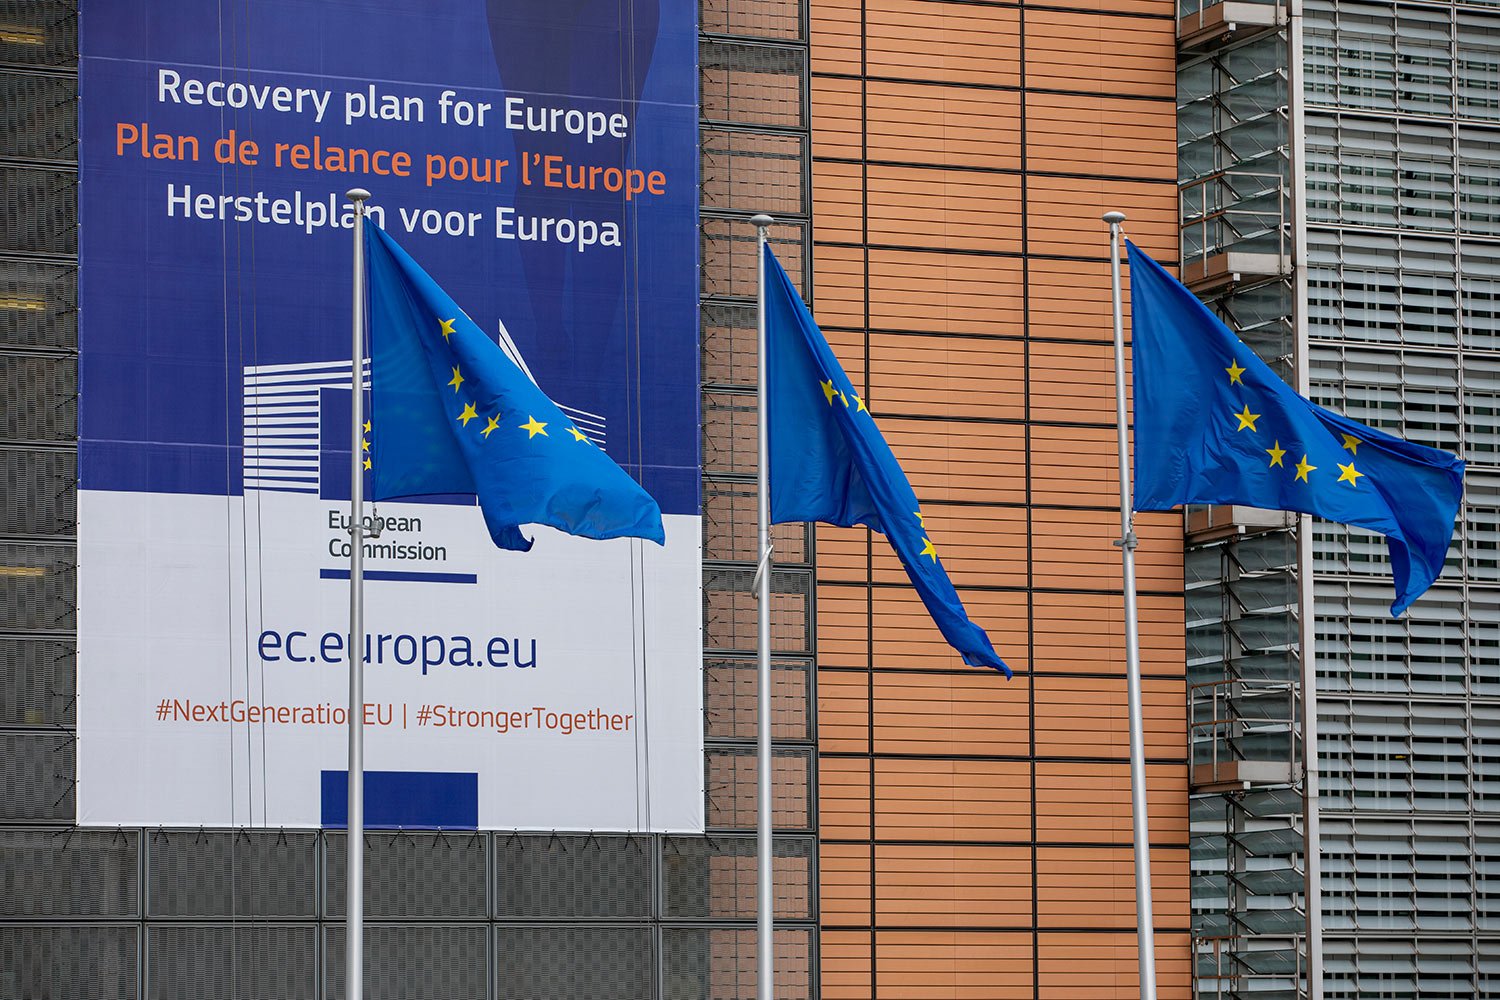 Recovery plan for Europe
Plan de relance pour l'Europe
Herstelplan voor Europa
European
Commission
ec.europa.eu
#NextGenerationEU | #StrongerTogether